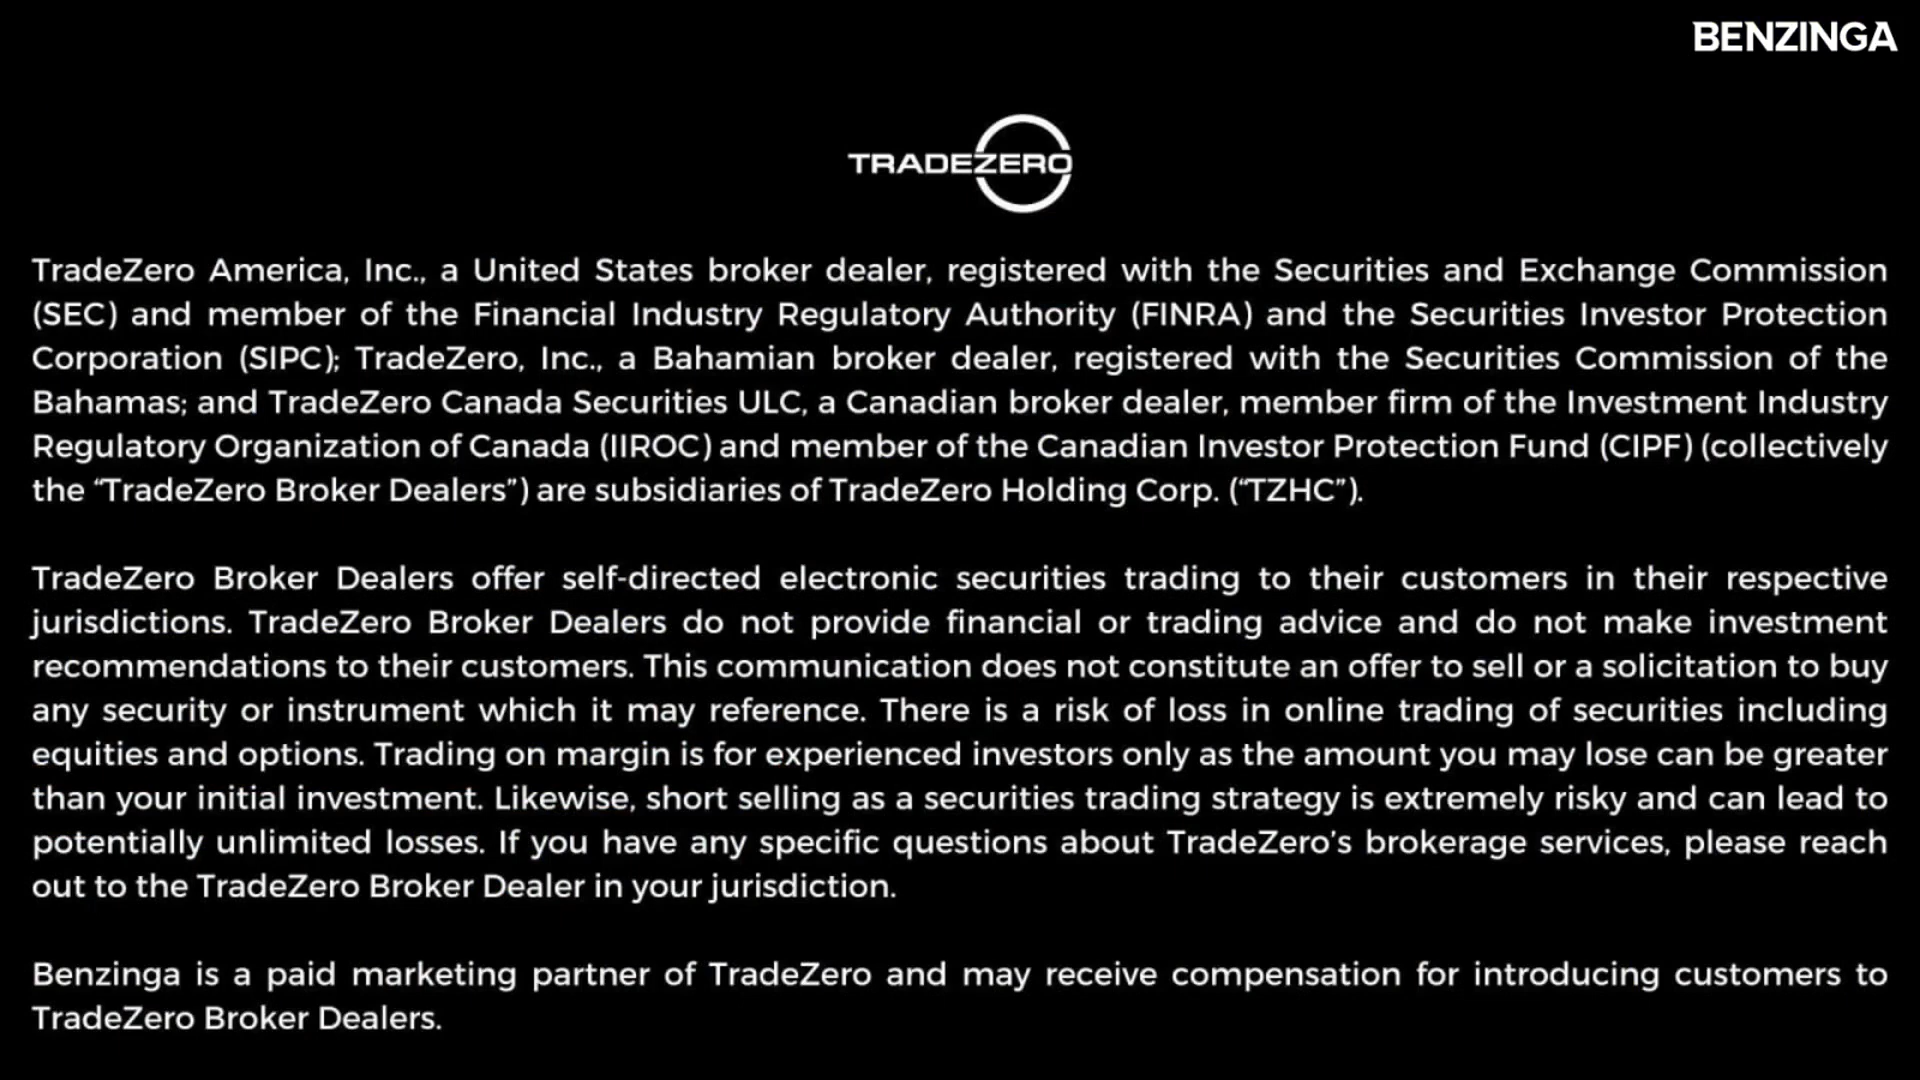 BENZINGA
TRADEZERO
TradeZero America, Inc., a United States broker dealer, registered with the Securities and Exchange Commission
(SEC) and member of the Financial Industry Regulatory Authority (FINRA) and the Securities Investor Protection
Corporation (SIPC); TradeZero, Inc., a Bahamian broker dealer, registered with the Securities Commission of the
Bahamas; and TradeZero Canada Securities ULC, a Canadian broker dealer, member firm of the Investment Industry
Regulatory Organization of Canada (IIROC) and member of the Canadian Investor Protection Fund (CIPF) (collectively
the “TradeZero Broker Dealers”) are subsidiaries of TradeZero Holding Corp. (“TZHC”).
TradeZero Broker Dealers offer self-directed electronic securities trading to their customers in their respective
jurisdictions. TradeZero Broker Dealers do not provide financial or trading advice and do not make investment
recommendations to their customers. This communication does not constitute an offer to sell or a solicitation to buy
any security or instrument which it may reference. There is a risk of loss in online trading of securities including
equities and options. Trading on margin is for experienced investors only as the amount you may lose can be greater
than your initial investment. Likewise, short selling as a securities trading strategy is extremely risky and can lead to
potentially unlimited losses. If you have any specific questions about TradeZero’s brokerage services, please reach
out to the TradeZero Broker Dealer in your jurisdiction.
Benzinga is a paid marketing partner of TradeZero and may receive compensation for introducing customers to
TradeZero Broker Dealers.